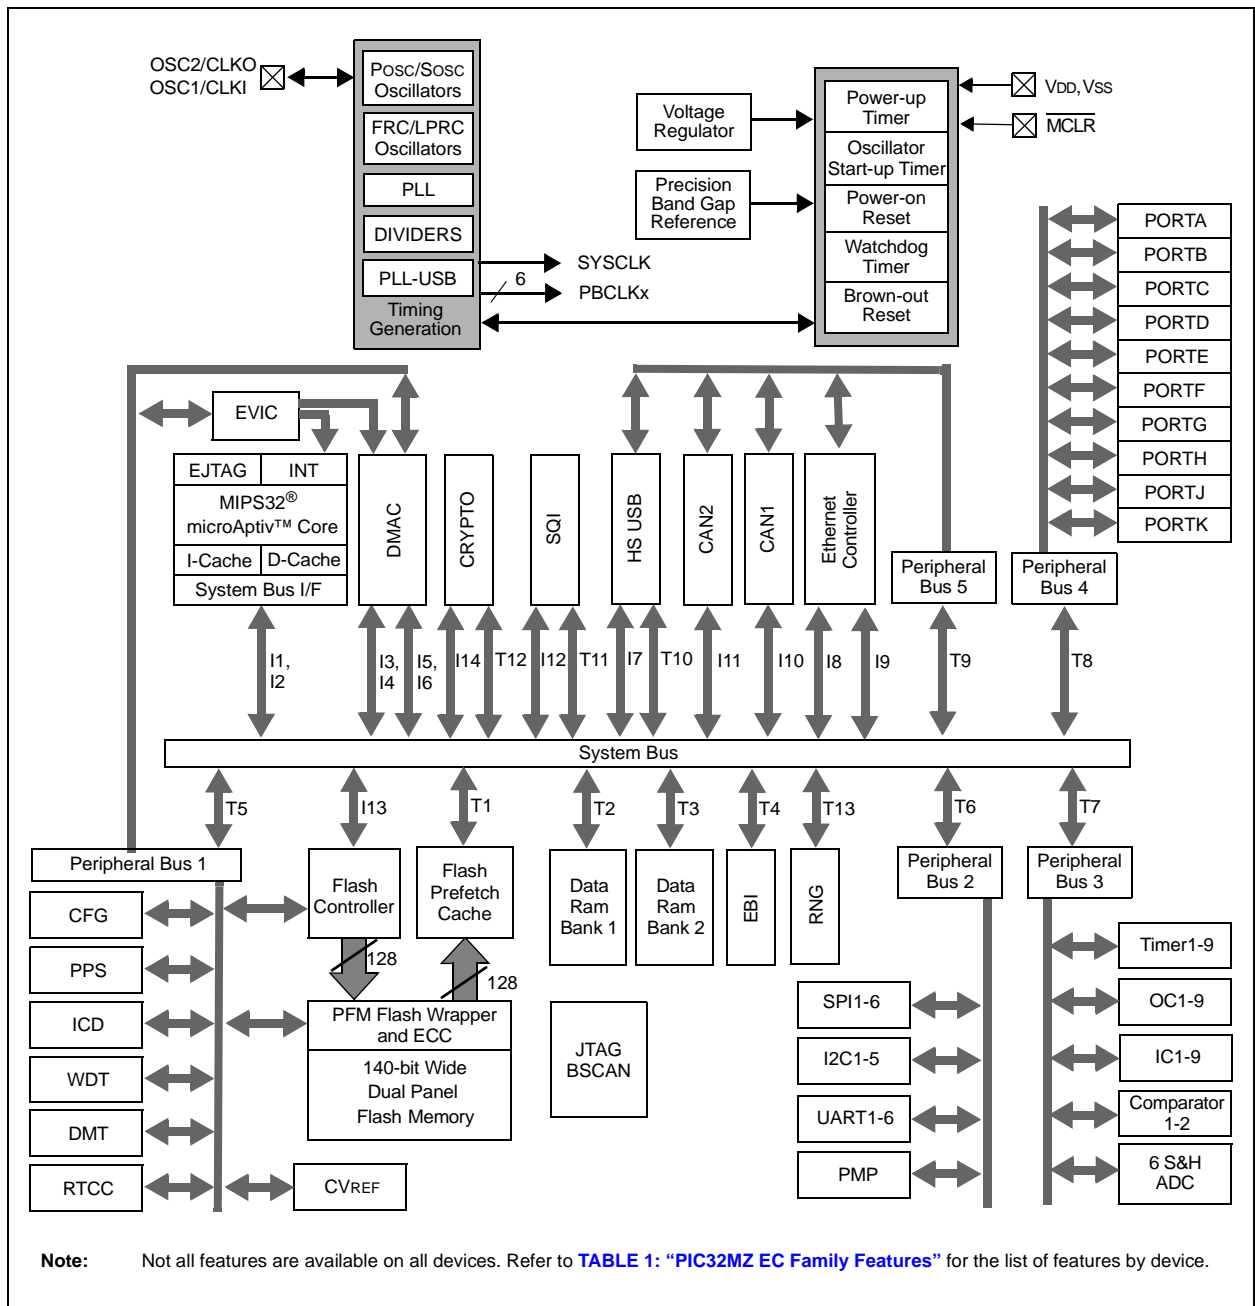 OSC2/CLKO
OSC1/CLKI
POSC/SOSC
Oscillators
FRC/LPRC
Oscillators
PLL
DIVIDERS
PLL-USB
Timing
Generation
SYSCLK
6
PBCLKx
Voltage
Regulator
Precision
Band Gap
Reference
Power-up
Timer
Oscillator
Start-up Timer
Power-on
Reset
Watchdog
Timer
Brown-out
Reset
VDD, VSS
MCLR
PORTA
PORTB
PORTC
PORTD
PORTE
PORTF
PORTG
PORTH
PORTJ
PORTK
EVIC
EJTAG
INT
MIPS32®
microAptiv™ Core
I-Cache
D-Cache
System Bus I/F
DMAC
CRYPTO
SQI
HS USB
CAN2
CAN1
Ethernet
Controller
Peripheral
Bus 5
Peripheral
Bus 4
I1,
I2
I3,
I4
I5,
I6
I14
T12
I12
T11
I7
T10
I11
I10
I8
I9
T9
T8
System Bus
T5
I13
T1
T2
T3
T4
T13
T6
T7
Peripheral Bus 1
Flash
Controller
Flash
Prefetch
Cache
Data
Ram
Bank 1
Data
Ram
Bank 2
EBI
RNG
Peripheral
Bus 2
Peripheral
Bus 3
CFG
PPS
ICD
WDT
DMT
RTCC
128
128
PFM Flash Wrapper
and ECC
140-bit Wide
Dual Panel
Flash Memory
CVREF
JTAG
BSCAN
SPI1-6
I2C1-5
UART1-6
PMP
Timer1-9
OC1-9
IC1-9
Comparator
1-2
6 S&H
ADC
Note: Not all features are available on all devices. Refer to TABLE 1: “PIC32MZ EC Family Features” for the list of features by device.